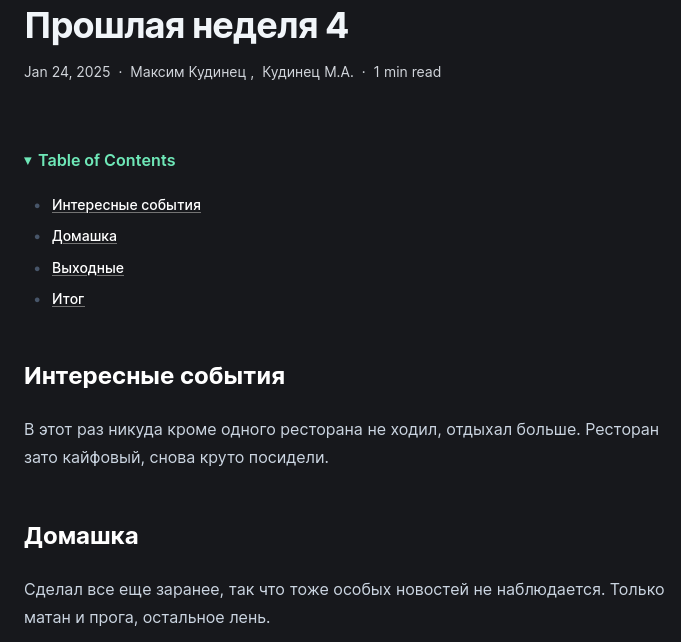 Прошлая неделя 4
Jan 24, 2025 · Максим Кудинец , Кудинец М.А. · 1 min read
▾ Table of Contents
• Интересные события
• Домашка
• Выходные
• Итог
Интересные события
В этот раз никуда кроме одного ресторана не ходил, отдыхал больше. Ресторан
зато кайфовый, снова круто посидели.
Домашка
Сделал все еще заранее, так что тоже особых новостей не наблюдается. Только
матан и прога, остальное лень.